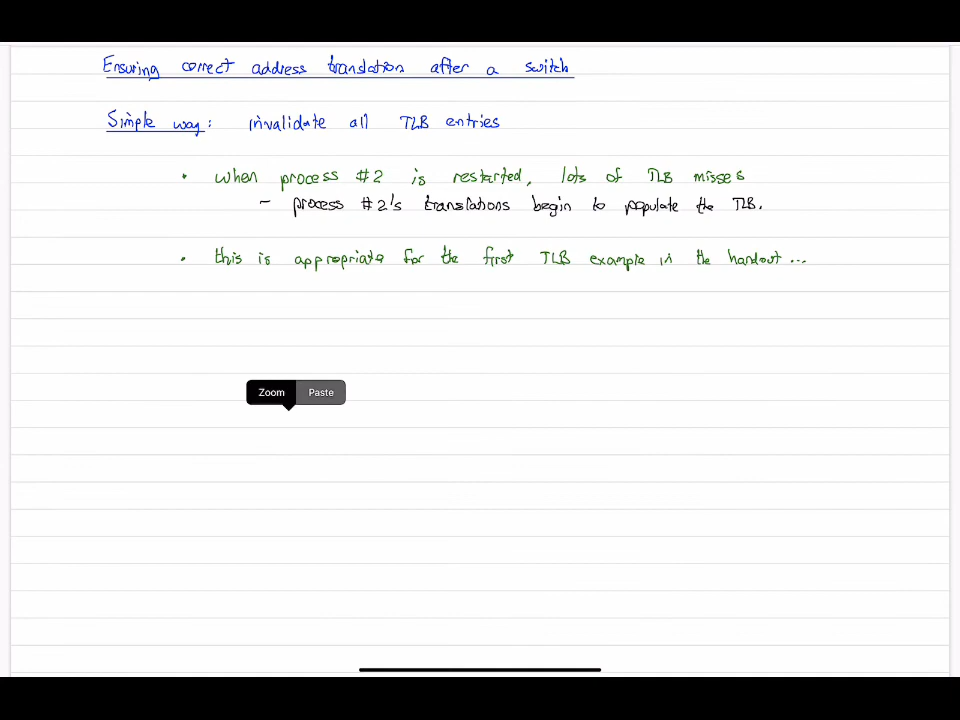 Ensuring correct address translation after a switch
Simple way: invalidate all TLB entries
• when process #2 is restarted, lots of TLB misses
– process #2's translations begin to populate the TLB.
• this is appropriate for the first TLB example in the handout...
Zoom Paste